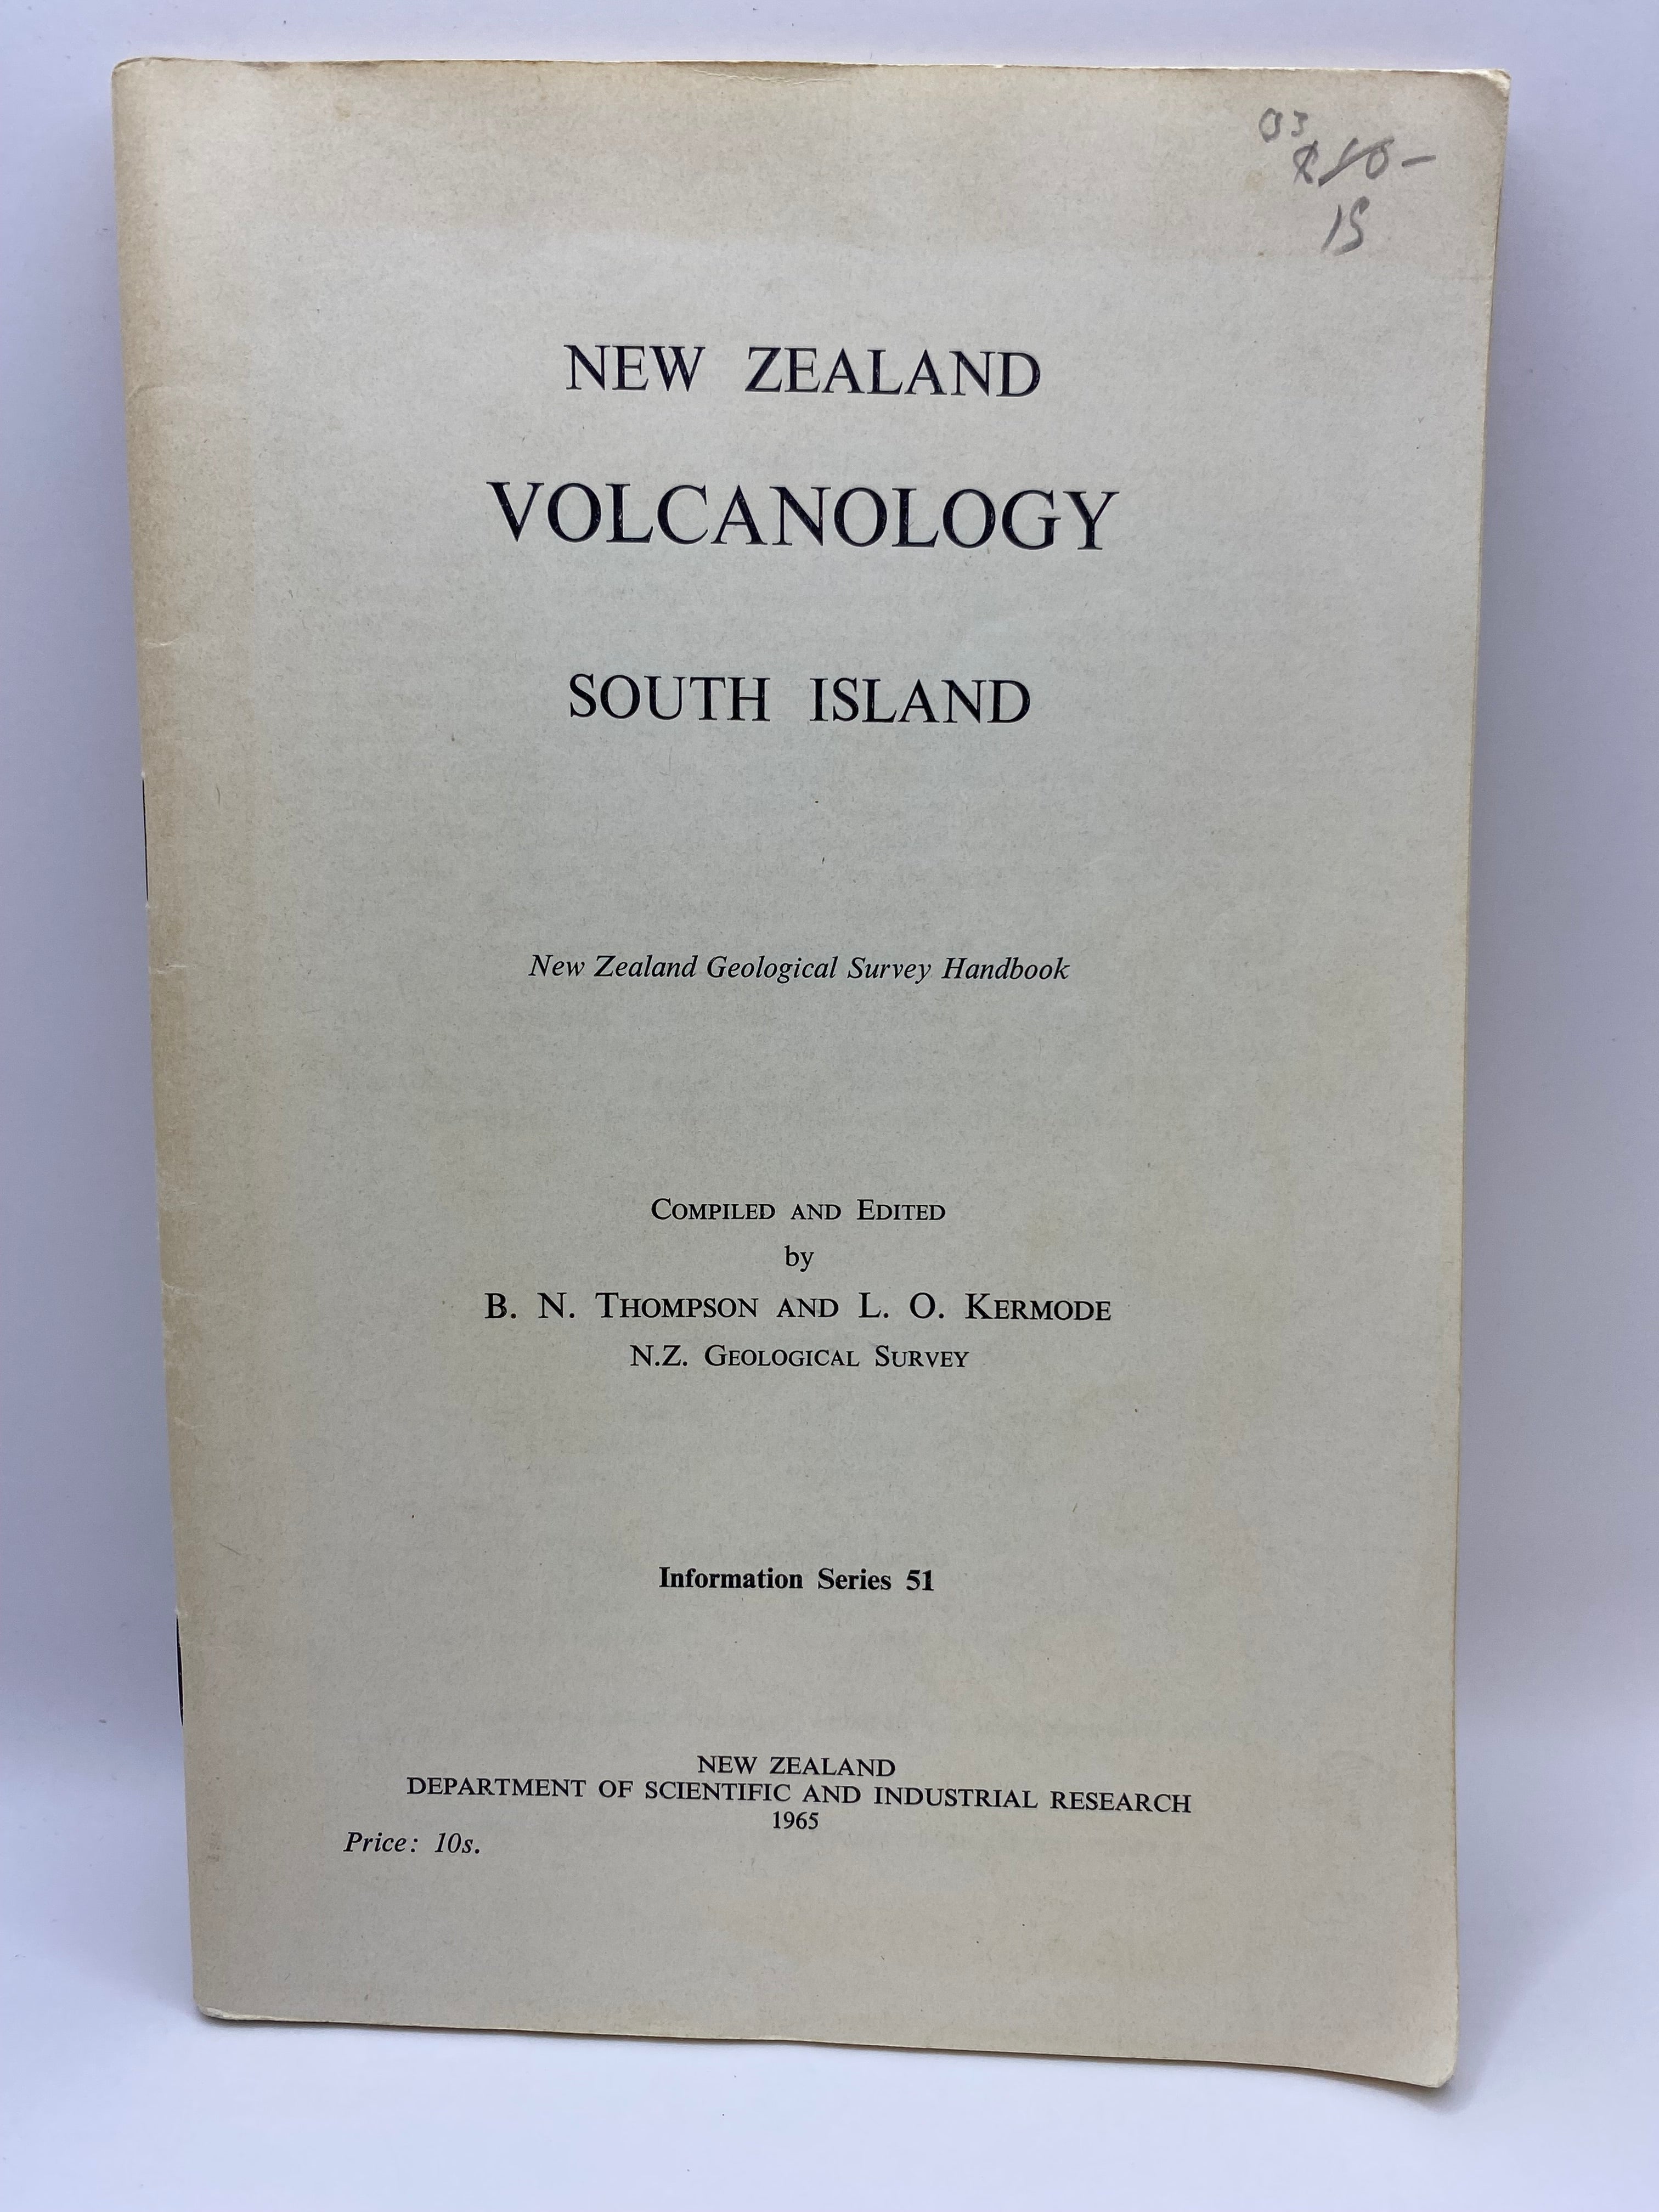 NEW ZEALAND
VOLCANOLOGY
SOUTH ISLAND
New Zealand Geological Survey Handbook
COMPILED AND EDITED
by
B. N. THOMPSON AND L. O. KERMODE
N.Z. GEOLOGICAL SURVEY
Information Series 51
NEW ZEALAND
DEPARTMENT OF SCIENTIFIC AND INDUSTRIAL RESEARCH
1965
Price: 10s.